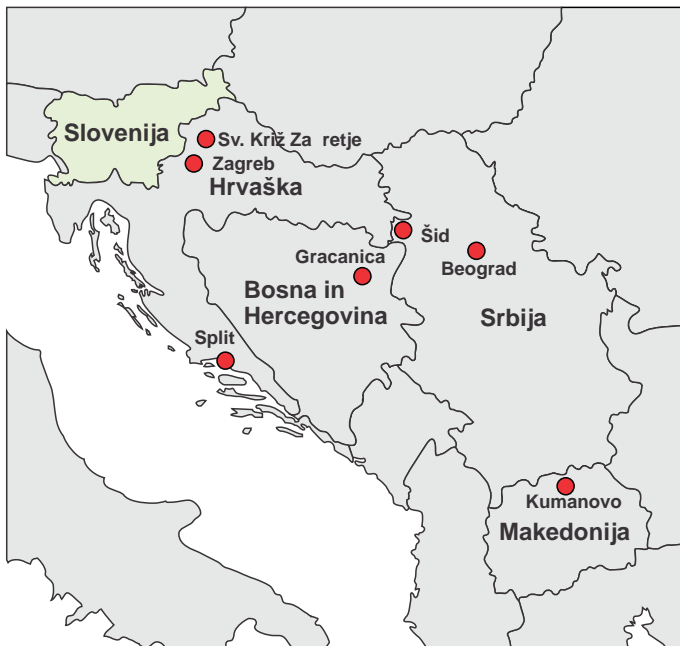 Slovenija
Sv. Križ Za retje
Zagreb
Hrvaška
Šid
Gracanica
Beograd
Bosna in
Hercegovina
Srbija
Split
Kumanovo
Makedonija